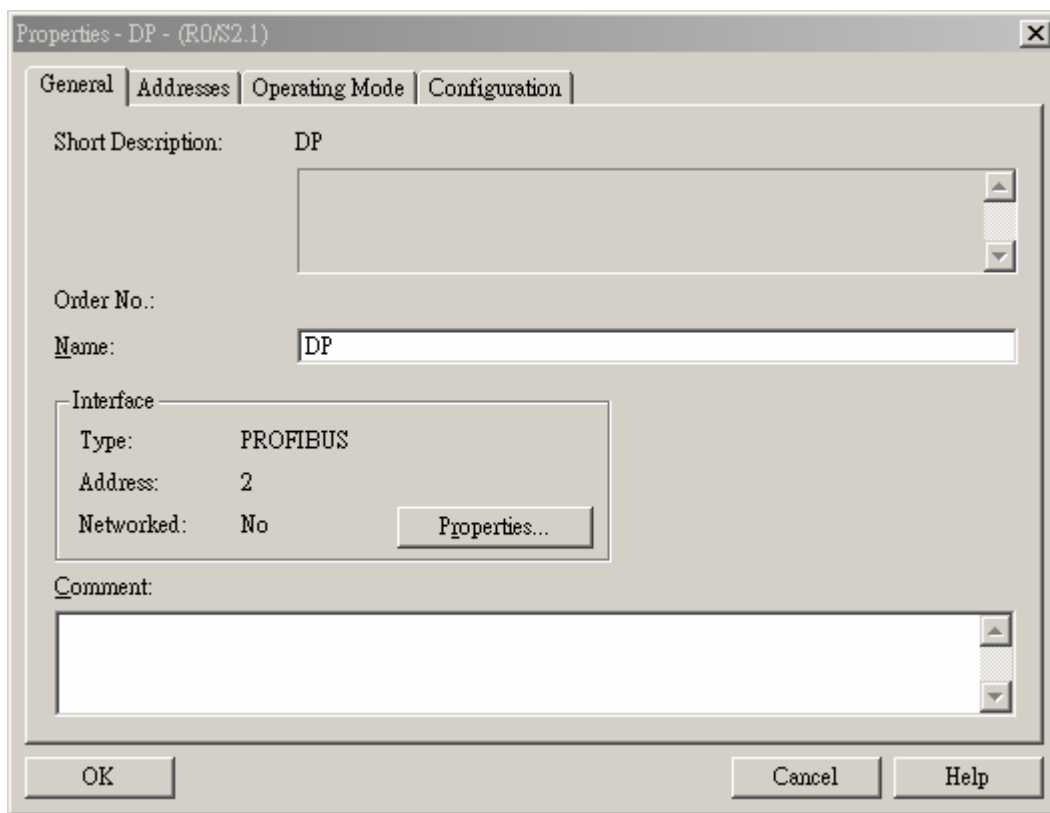 Properties - DP - (R0/S2.1)
General Addresses Operating Mode Configuration
Short Description: DP
Order No.:
Name: DP
Interface
Type: PROFIBUS
Address: 2
Networked: No Properties...
Comment:
OK Cancel Help